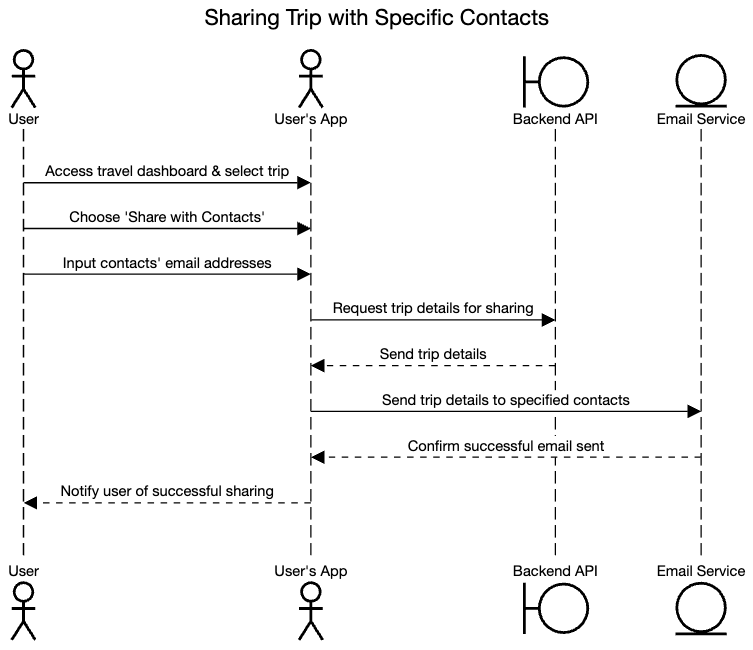 Sharing Trip with Specific Contacts
User
User's App
Backend API
Email Service
Access travel dashboard & select trip
Choose 'Share with Contacts'
Input contacts' email addresses
Request trip details for sharing
Send trip details
Send trip details to specified contacts
Confirm successful email sent
Notify user of successful sharing
User
User's App
Backend API
Email Service